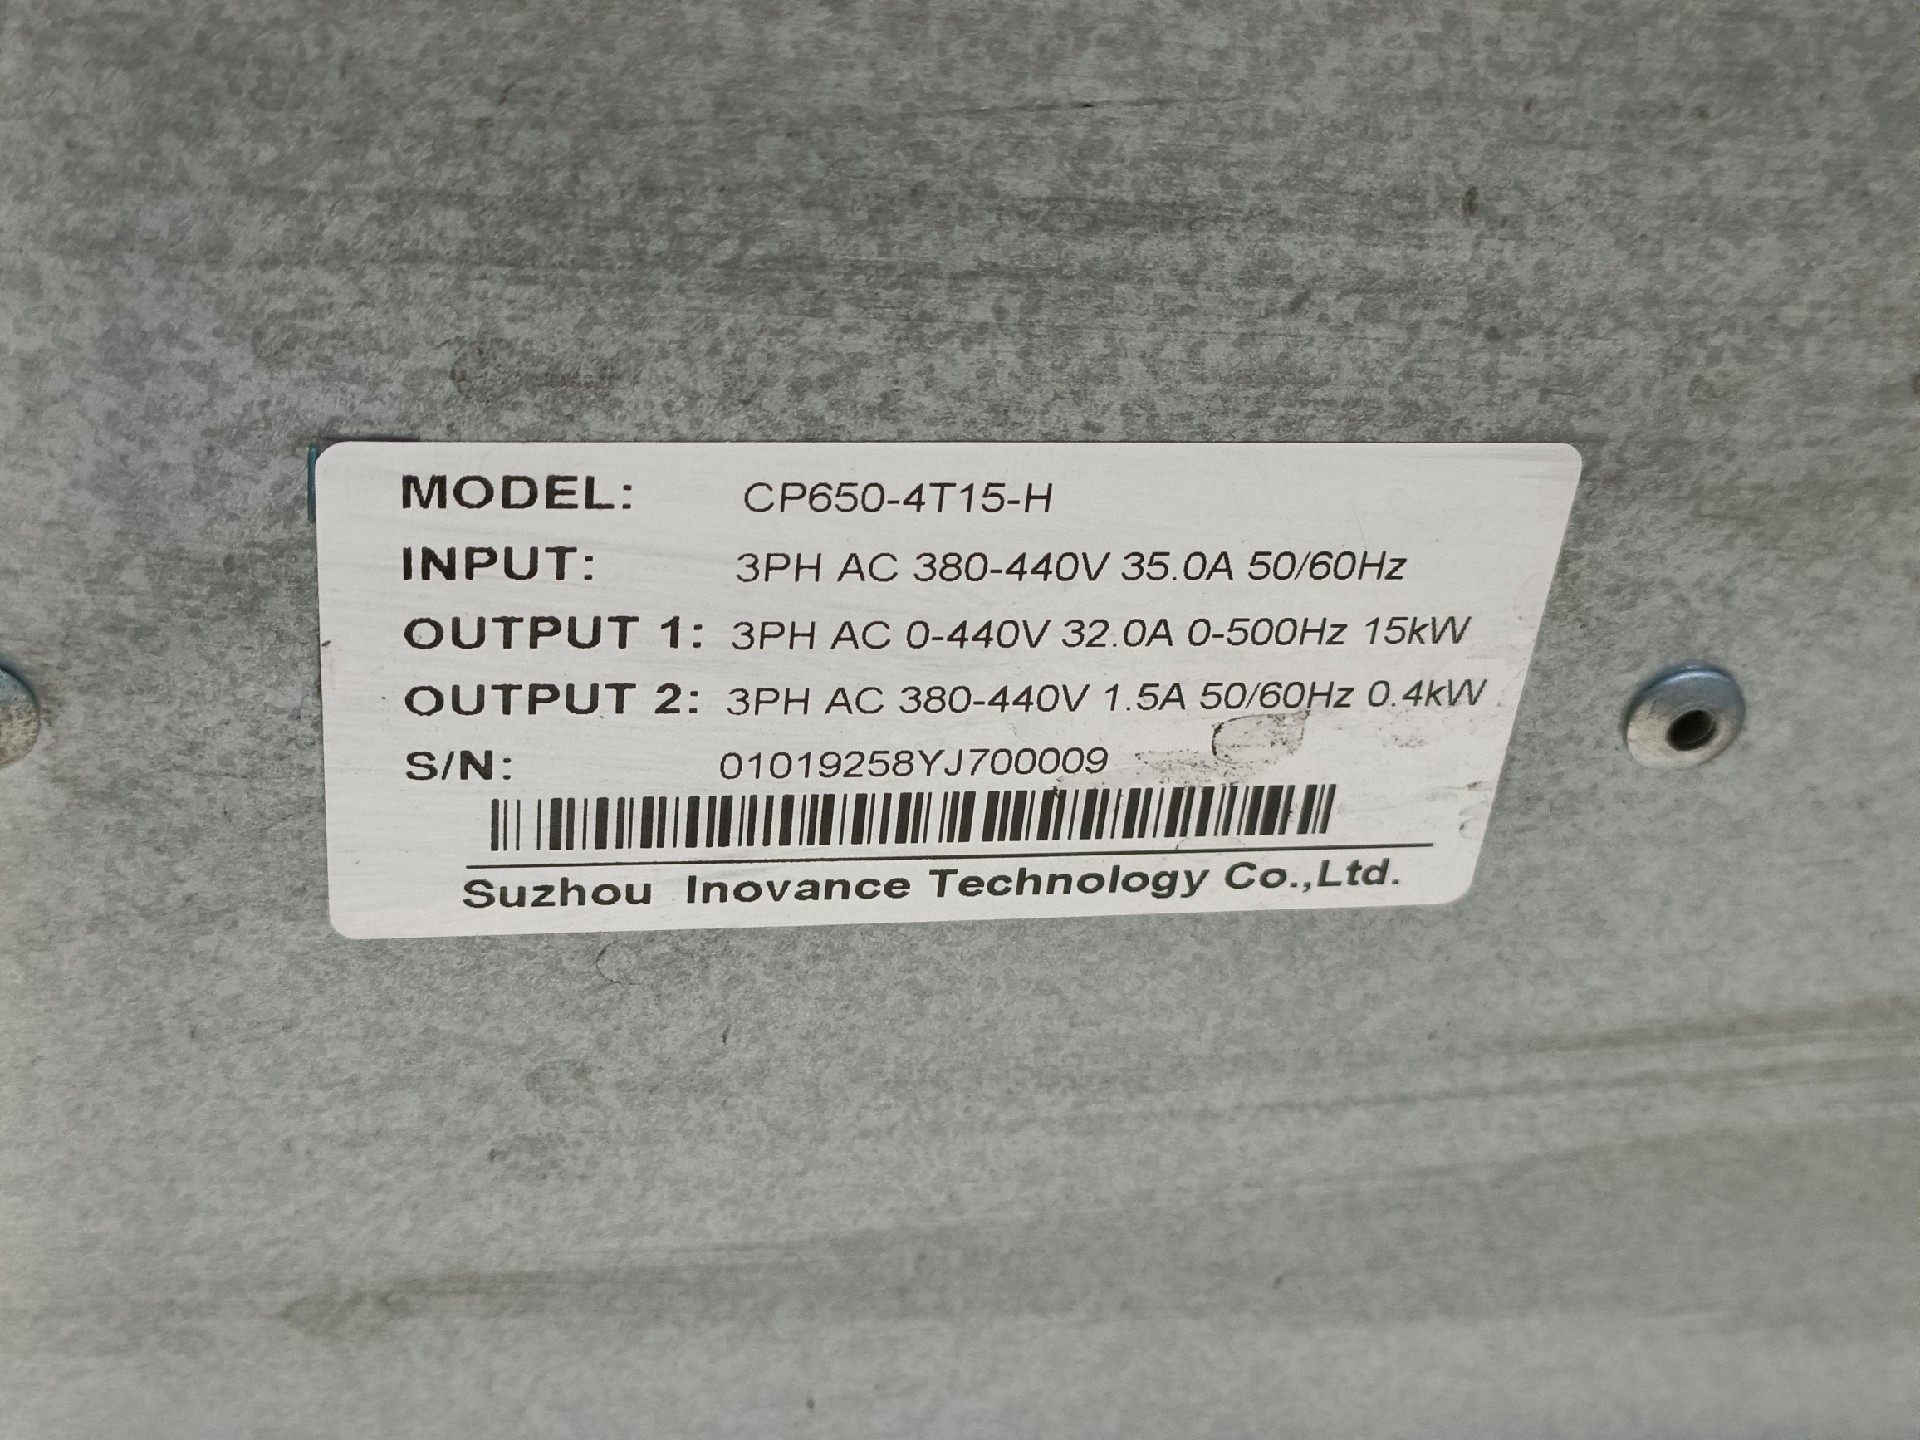 MODEL: CP650-4T15-H
INPUT: 3PH AC 380-440V 35.0A 50/60Hz
OUTPUT 1: 3PH AC 0-440V 32.0A 0-500Hz 15kW
OUTPUT 2: 3PH AC 380-440V 1.5A 50/60Hz 0.4kW
S/N: 01019258YJ700009
Suzhou Inovance Technology Co.,Ltd.